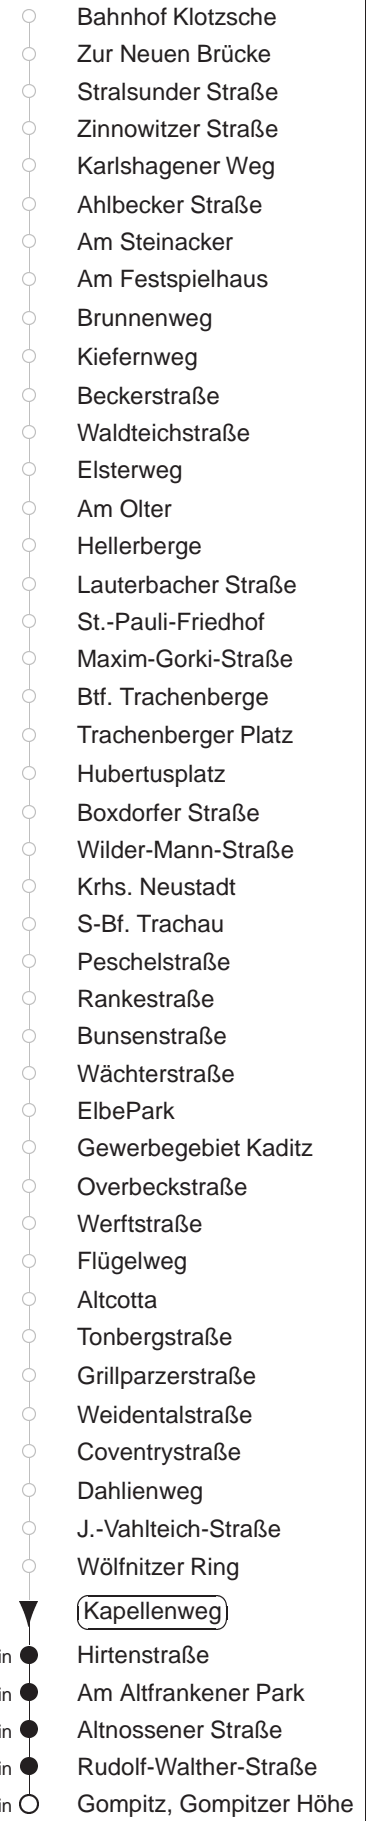 Bahnhof Klotzsche
Zur Neuen Brücke
Stralsunder Straße
Zinnowitzer Straße
Karlshagener Weg
Ahlbecker Straße
Am Steinacker
Am Festspielhaus
Brunnenweg
Kiefernweg
Beckerstraße
Waldteichstraße
Elsterweg
Am Olter
Hellerberge
Lauterbacher Straße
St.-Pauli-Friedhof
Maxim-Gorki-Straße
Btf. Trachenberge
Trachenberger Platz
Hubertusplatz
Boxdorfer Straße
Wilder-Mann-Straße
Krhs. Neustadt
S-Bf. Trachau
Peschelstraße
Rankestraße
Bunsenstraße
Wächterstraße
ElbePark
Gewerbegebiet Kaditz
Overbeckstraße
Werftstraße
Flügelweg
Altcotta
Tonbergstraße
Grillparzerstraße
Weidentalstraße
Coventrystraße
Dahlienweg
J.-Vahlteich-Straße
Wölfnitzer Ring
Kapellenweg
Hirtenstraße
Am Altfrankener Park
Altnossener Straße
Rudolf-Walther-Straße
Gompitz, Gompitzer Höhe